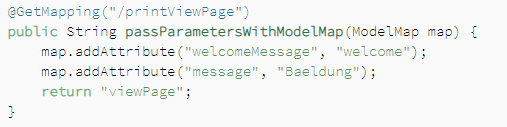 @GetMapping("/printViewPage")
public String passParametersWithModelMap(ModelMap map) {
    map.addAttribute("welcomeMessage", "welcome");
    map.addAttribute("message", "Baeldung");
    return "viewPage";
}